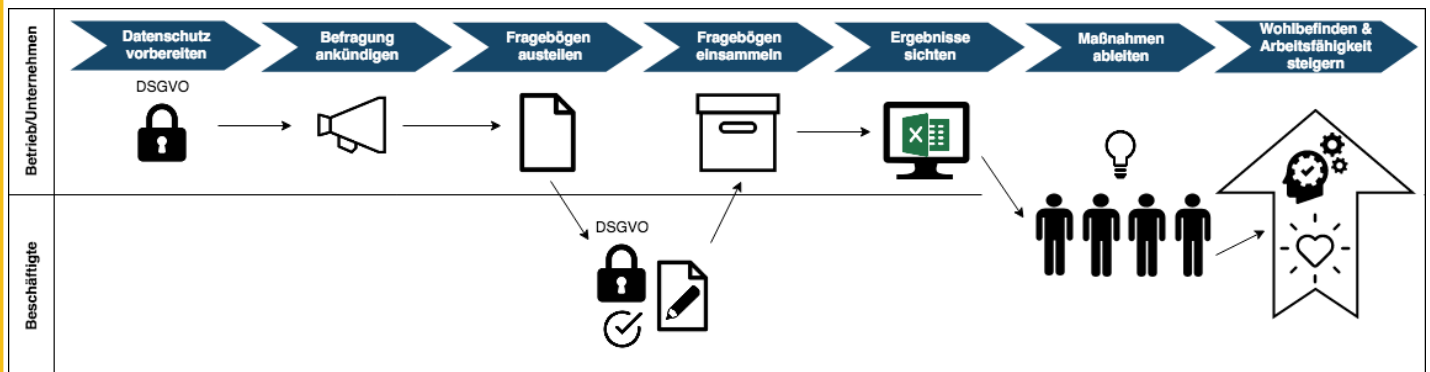 Betrieb/Unternehmen
Datenschutz
vorbereiten
Befragung
ankündigen
Fragebögen
austeilen
Fragebögen
einsammeln
Ergebnisse
sichten
Maßnahmen
ableiten
Wohlbefinden &
Arbeitsfähigkeit
steigern
DSGVO
X
Beschäftigte
DSGVO